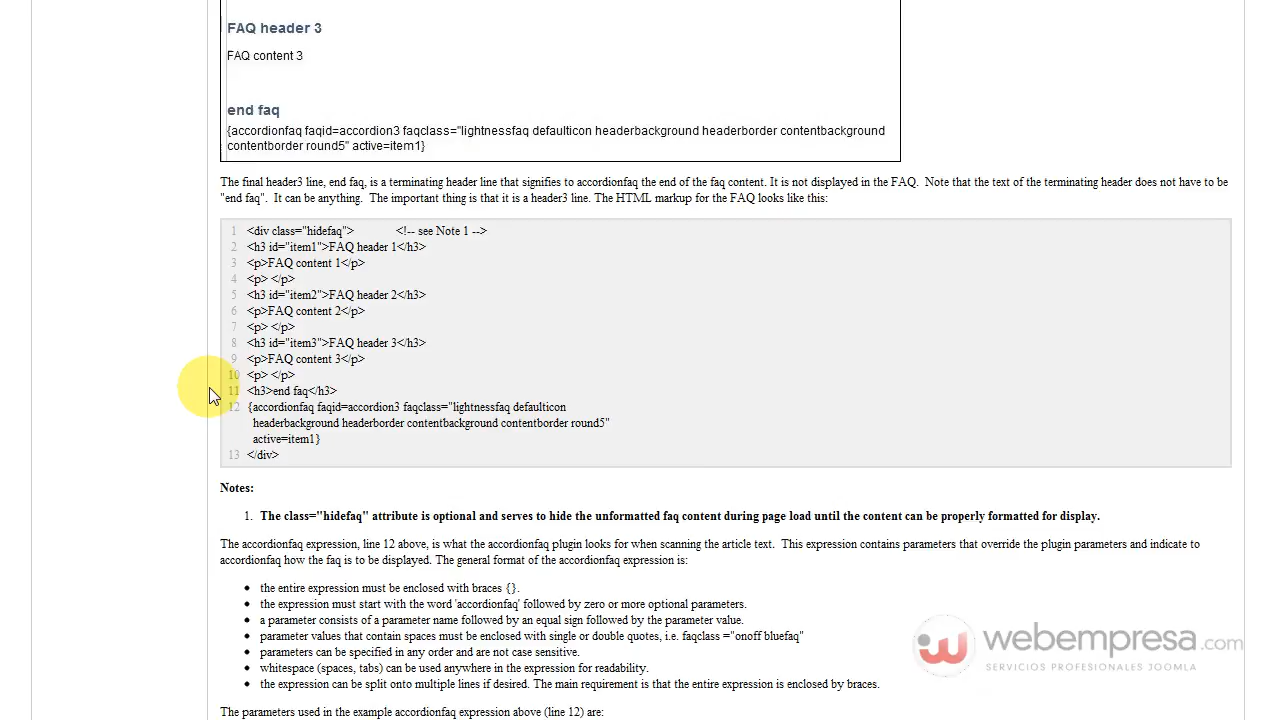 FAQ header 3
FAQ content 3
end faq
{accordionfaq faqid=accordion3 faqclass="lightnessfaq defaulticon headerbackground headerborder contentbackground
contentborder round5" active=item1}
The final header3 line, end faq, is a terminating header line that signifies to accordionfaq the end of the faq content. It is not displayed in the FAQ.  Note that the text of the terminating header does not have to be
"end faq".  It can be anything.  The important thing is that it is a header3 line. The HTML markup for the FAQ looks like this:
1 <div class="hidefaq"> <!-- see Note 1 -->
2 <h3 id="item1">FAQ header 1</h3>
3 <p>FAQ content 1</p>
4 <p> </p>
5 <h3 id="item2">FAQ header 2</h3>
6 <p>FAQ content 2</p>
7 <p> </p>
8 <h3 id="item3">FAQ header 3</h3>
9 <p>FAQ content 3</p>
10 <p> </p>
11 <h3>end faq</h3>
12 {accordionfaq faqid=accordion3 faqclass="lightnessfaq defaulticon
headerbackground headerborder contentbackground contentborder round5"
active=item1}
13 </div>
Notes:
1. The class="hidefaq" attribute is optional and serves to hide the unformatted faq content during page load until the content can be properly formatted for display.
The accordionfaq expression, line 12 above, is what the accordionfaq plugin looks for when scanning the article text.  This expression contains parameters that override the plugin parameters and indicate to
accordionfaq how the faq is to be displayed. The general format of the accordionfaq expression is:
• the entire expression must be enclosed with braces {}.
• the expression must start with the word 'accordionfaq' followed by zero or more optional parameters.
• a parameter consists of a parameter name followed by an equal sign followed by the parameter value.
• parameter values that contain spaces must be enclosed with single or double quotes, i.e. faqclass ="onoff bluefaq"
• parameters can be specified in any order and are not case sensitive.
• whitespace (spaces, tabs) can be used anywhere in the expression for readability.
• the expression can be split onto multiple lines if desired. The main requirement is that the entire expression is enclosed by braces.
The parameters used in the example accordionfaq expression above (line 12) are:
webempresa.com
SERVICIOS PROFESIONALES JOOMLA